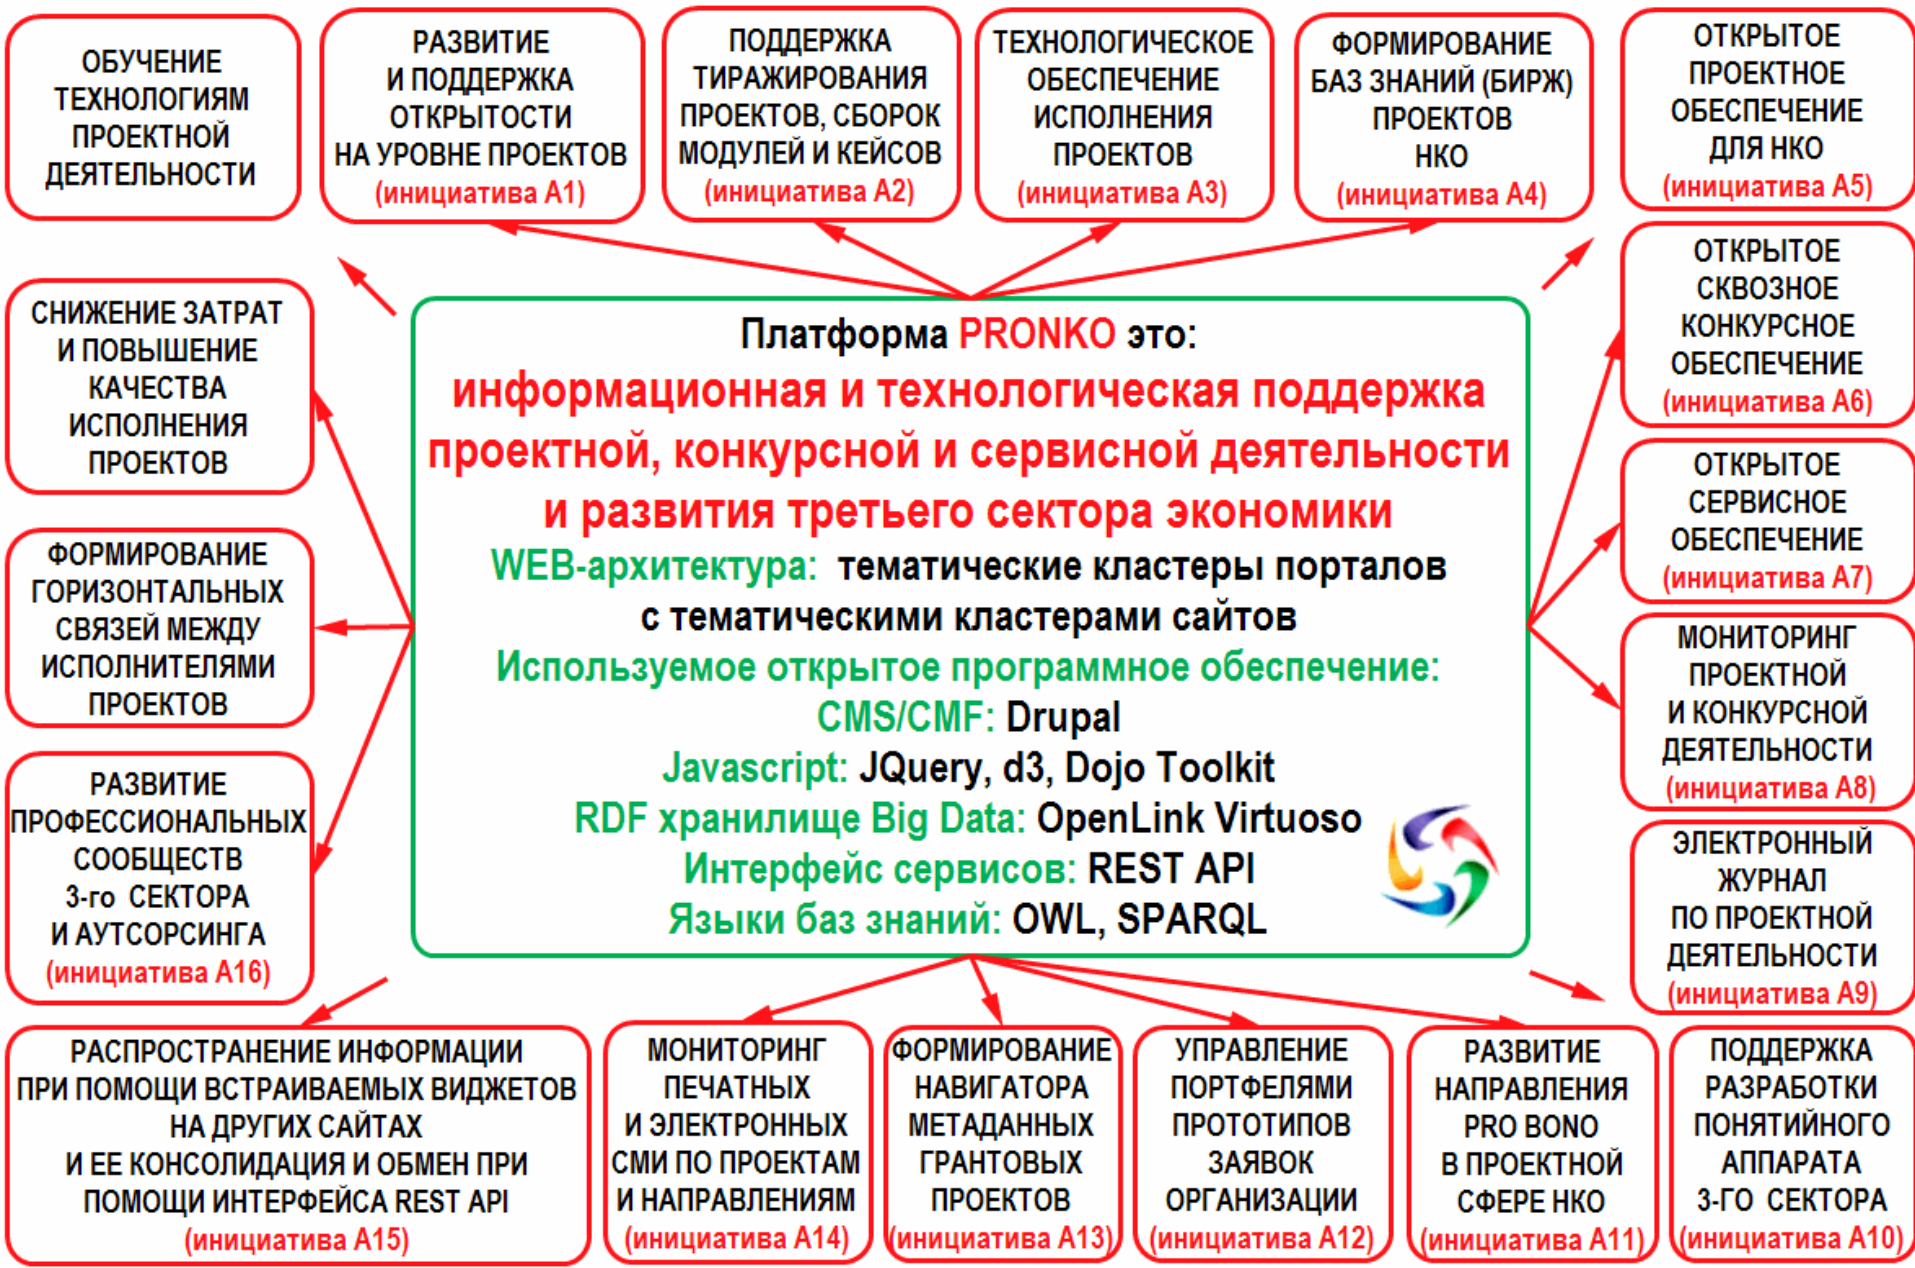 ОБУЧЕНИЕ
ТЕХНОЛОГИЯМ
ПРОЕКТНОЙ
ДЕЯТЕЛЬНОСТИ
РАЗВИТИЕ
И ПОДДЕРЖКА
ОТКРЫТОСТИ
НА УРОВНЕ ПРОЕКТОВ
(инициатива А1)
ПОДДЕРЖКА
ТИРАЖИРОВАНИЯ
ПРОЕКТОВ, СБОРОК
МОДУЛЕЙ И КЕЙСОВ
(инициатива А2)
ТЕХНОЛОГИЧЕСКОЕ
ОБЕСПЕЧЕНИЕ
ИСПОЛНЕНИЯ
ПРОЕКТОВ
(инициатива А3)
ФОРМИРОВАНИЕ
БАЗ ЗНАНИЙ (БИРЖ)
ПРОЕКТОВ
НКО
(инициатива А4)
ОТКРЫТОЕ
ПРОЕКТНОЕ
ОБЕСПЕЧЕНИЕ
ДЛЯ НКО
(инициатива А5)
СНИЖЕНИЕ ЗАТРАТ
И ПОВЫШЕНИЕ
КАЧЕСТВА
ИСПОЛНЕНИЯ
ПРОЕКТОВ
ФОРМИРОВАНИЕ
ГОРИЗОНТАЛЬНЫХ
СВЯЗЕЙ МЕЖДУ
ИСПОЛНИТЕЛЯМИ
ПРОЕКТОВ
РАЗВИТИЕ
ПРОФЕССИОНАЛЬНЫХ
СООБЩЕСТВ
3-го СЕКТОРА
И АУТСОРСИНГА
(инициатива А16)
Платформа PRONKO это:
информационная и технологическая поддержка
проектной, конкурсной и сервисной деятельности
и развития третьего сектора экономики
WEB-архитектура: тематические кластеры порталов
с тематическими кластерами сайтов
Используемое открытое программное обеспечение:
CMS/CMF: Drupal
Javascript: JQuery, d3, Dojo Toolkit
RDF хранилище Big Data: OpenLink Virtuoso
Интерфейс сервисов: REST API
Языки баз знаний: OWL, SPARQL
ОТКРЫТОЕ
СКВОЗНОЕ
КОНКУРСНОЕ
ОБЕСПЕЧЕНИЕ
(инициатива А6)
ОТКРЫТОЕ
СЕРВИСНОЕ
ОБЕСПЕЧЕНИЕ
(инициатива А7)
МОНИТОРИНГ
ПРОЕКТНОЙ
И КОНКУРСНОЙ
ДЕЯТЕЛЬНОСТИ
(инициатива А8)
ЭЛЕКТРОННЫЙ
ЖУРНАЛ
ПО ПРОЕКТНОЙ
ДЕЯТЕЛЬНОСТИ
(инициатива А9)
РАСПРОСТРАНЕНИЕ ИНФОРМАЦИИ
ПРИ ПОМОЩИ ВСТРАИВАЕМЫХ ВИДЖЕТОВ
НА ДРУГИХ САЙТАХ
И ЕЕ КОНСОЛИДАЦИЯ И ОБМЕН ПРИ
ПОМОЩИ ИНТЕРФЕЙСА REST API
(инициатива А15)
МОНИТОРИНГ
ПЕЧАТНЫХ
И ЭЛЕКТРОННЫХ
СМИ ПО ПРОЕКТАМ
И НАПРАВЛЕНИЯМ
(инициатива А14)
ФОРМИРОВАНИЕ
НАВИГАТОРА
МЕТАДАННЫХ
ГРАНТОВЫХ
ПРОЕКТОВ
(инициатива А13)
УПРАВЛЕНИЕ
ПОРТФЕЛЯМИ
ПРОТОТИПОВ
ЗАЯВОК
ОРГАНИЗАЦИИ
(инициатива А12)
РАЗВИТИЕ
НАПРАВЛЕНИЯ
PRO BONO
В ПРОЕКТНОЙ
СФЕРЕ НКО
(инициатива А11)
ПОДДЕРЖКА
РАЗРАБОТКИ
ПОНЯТИЙНОГО
АППАРАТА
3-ГО СЕКТОРА
(инициатива А10)